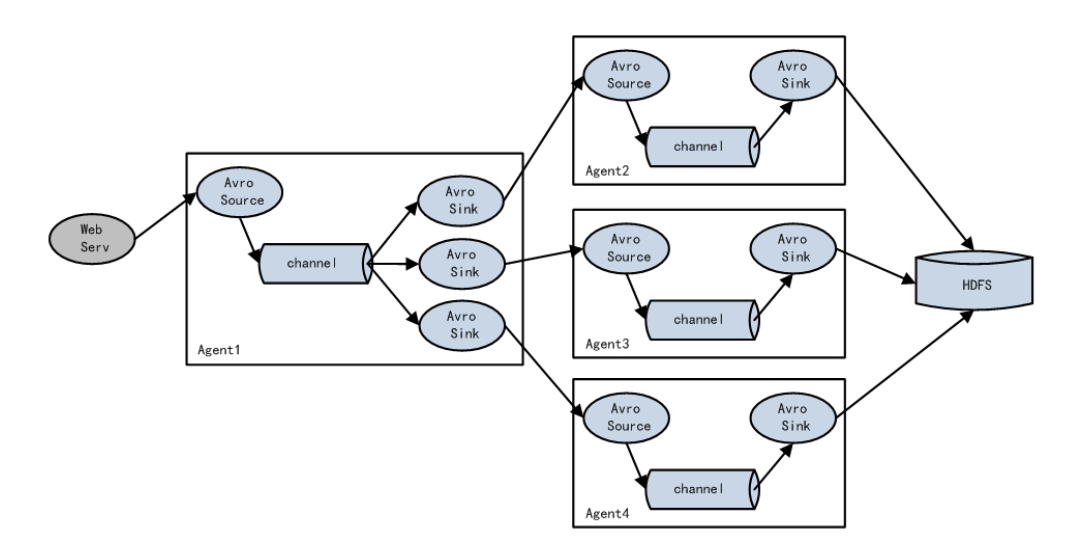 Web
Serv
Avro
Source
channel
Avro
Sink
Avro
Sink
Avro
Sink
Agent1
Avro
Source
channel
Avro
Sink
Agent2
Avro
Source
channel
Avro
Sink
Agent3
Avro
Source
channel
Avro
Sink
Agent4
HDFS